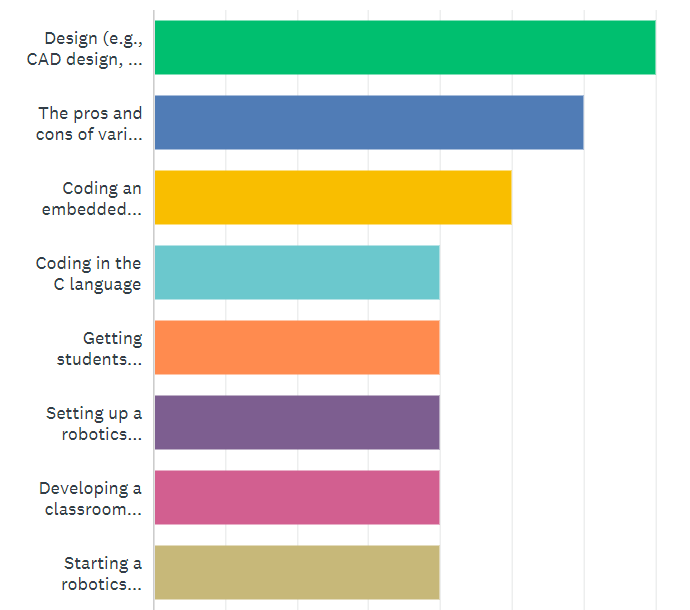 Design (e.g.,
CAD design, ...
The pros and
cons of vari...
Coding an
embedded...
Coding in the
C language
Getting
students...
Setting up a
robotics...
Developing a
classroom...
Starting a
robotics...